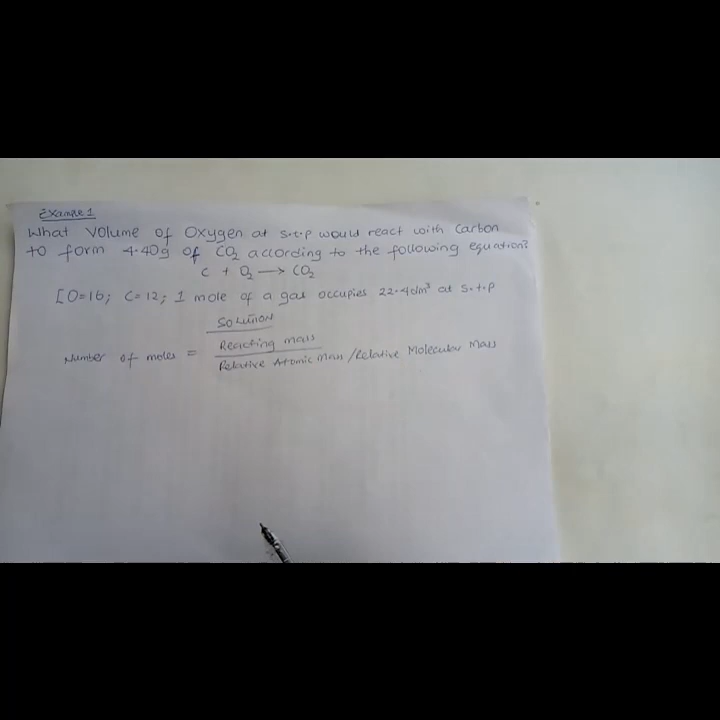 Example 1
What Volume of Oxygen at s.t.p would react with Carbon
to form 4.40g of CO₂ according to the following equation?
C + O₂ → CO₂
[O=16; C=12; 1 mole of a gas occupies 22.4dm³ at s.t.p
SOLUTION
Number of moles = Reacting mass
Relative Atomic Mass /Relative Molecular Mass